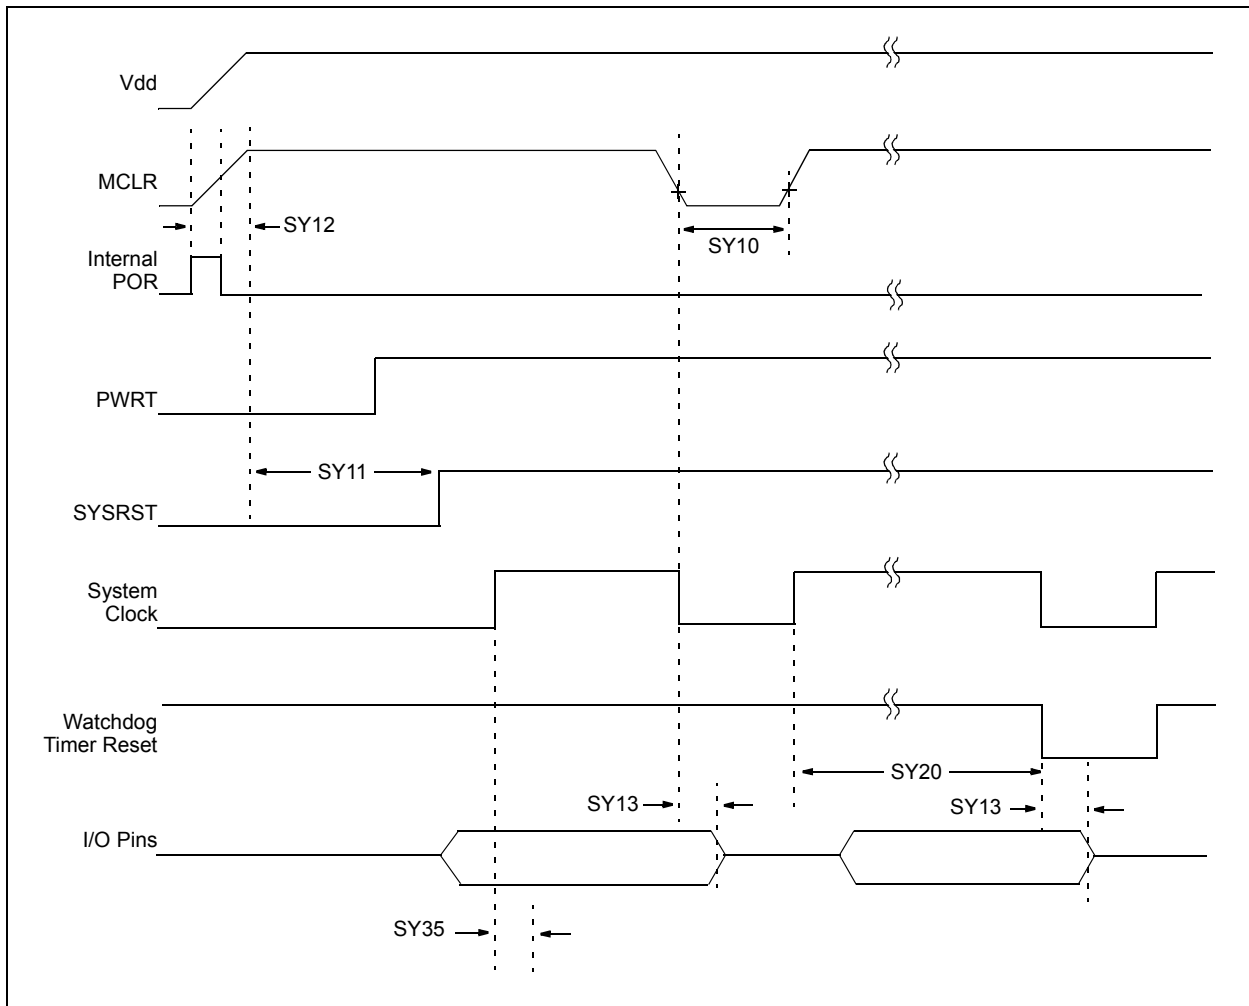 Vdd
MCLR
SY12
SY10
Internal
POR
PWRT
SY11
SYSRST
System
Clock
Watchdog
Timer Reset
SY20
SY13
SY13
I/O Pins
SY35